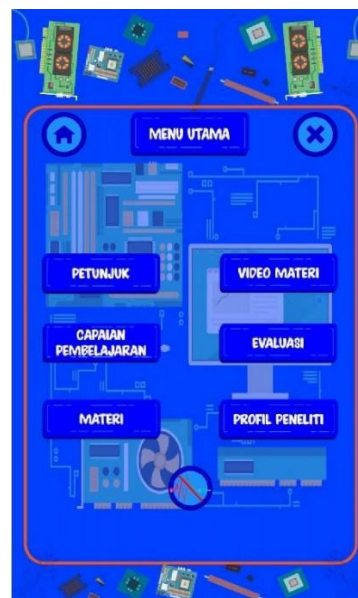 MENU UTAMA
PETUNJUK
VIDEO MATERI
CAPAIAN
PEMBELAJARAN
EVALUASI
MATERI
PROFIL PENELITI